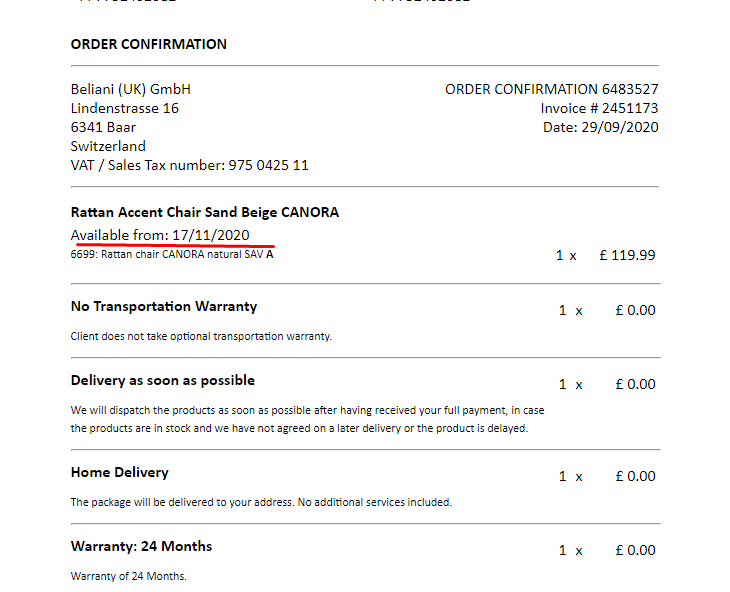 ORDER CONFIRMATION
Beliani (UK) GmbH
Lindenstrasse 16
6341 Baar
Switzerland
VAT / Sales Tax number: 975 0425 11
ORDER CONFIRMATION 6483527
Invoice # 2451173
Date: 29/09/2020
Rattan Accent Chair Sand Beige CANORA
Available from: 17/11/2020
6699: Rattan chair CANORA natural SAV A
1 x £ 119.99
No Transportation Warranty
1 x £ 0.00
Client does not take optional transportation warranty.
Delivery as soon as possible
1 x £ 0.00
We will dispatch the products as soon as possible after having received your full payment, in case
the products are in stock and we have not agreed on a later delivery or the product is delayed.
Home Delivery
1 x £ 0.00
The package will be delivered to your address. No additional services included.
Warranty: 24 Months
1 x £ 0.00
Warranty of 24 Months.